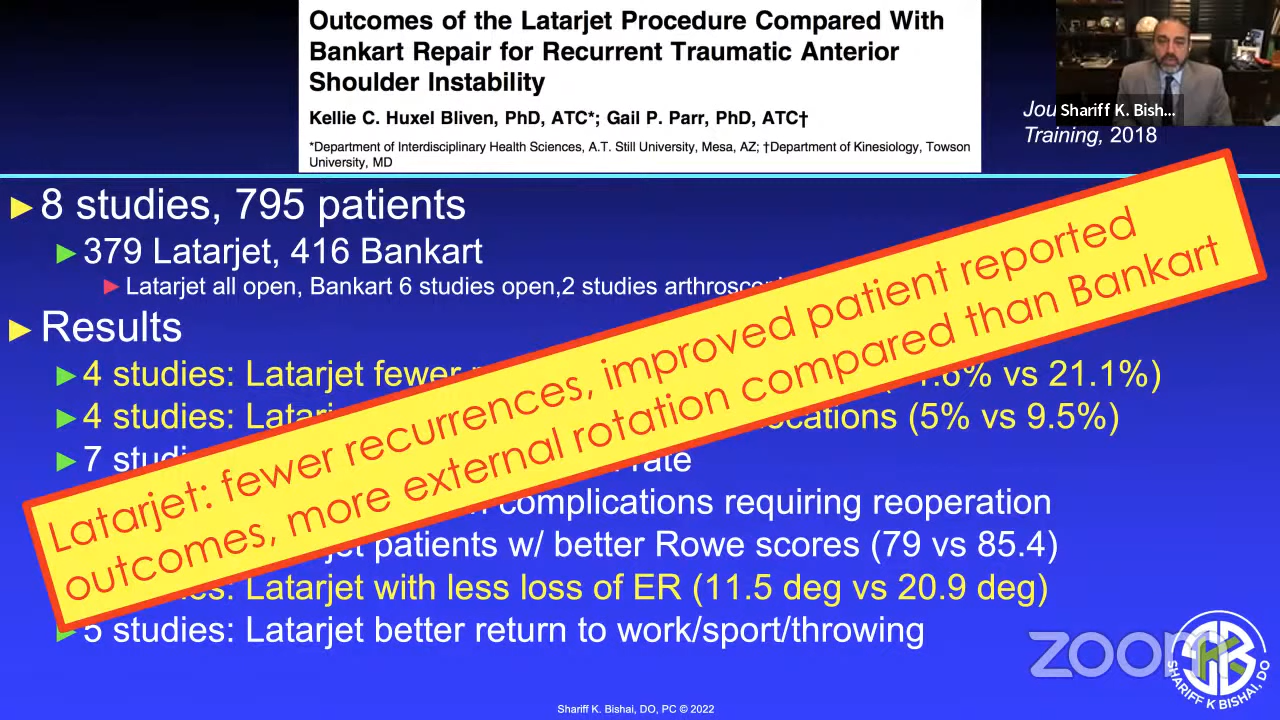 Outcomes of the Latarjet Procedure Compared With
Bankart Repair for Recurrent Traumatic Anterior
Shoulder Instability
Kellie C. Huxel Bliven, PhD, ATC*; Gail P. Parr, PhD, ATC†
*Department of Interdisciplinary Health Sciences, A.T. Still University, Mesa, AZ; †Department of Kinesiology, Towson
University, MD
Shariff K. Bish...
Training, 2018
8 studies, 795 patients
379 Latarjet, 416 Bankart
Latarjet all open, Bankart 6 studies open,2 studies
Results
4 studies: Latarjet fewer vs 21.1%)
4 studies: (5% vs 9.5%)
7 rate
complications requiring reoperation
patients w/ better Rowe scores (79 vs 85.4)
Latarjet with less loss of ER (11.5 deg vs 20.9 deg)
5 studies: Latarjet better return to work/sport/throwing
Latarjet: fewer recurrences, improved patient reported
outcomes, more external rotation compared than Bankart
zoom
SHARIFF K BISHAI, DO
Shariff K. Bishai, DO, PC © 2022